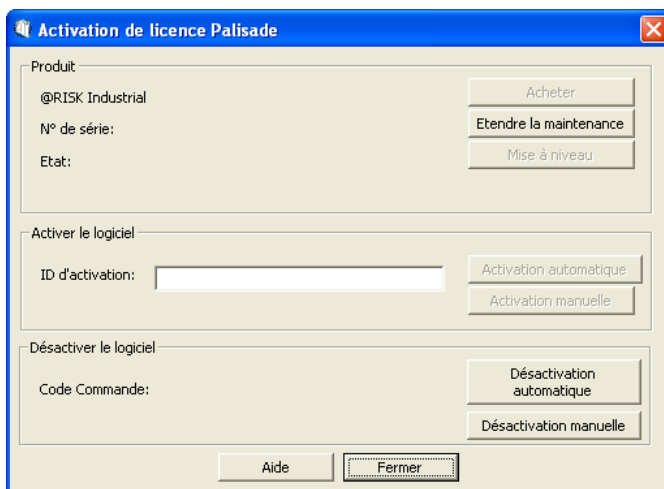 Activation de licence Palisade
Produit
@RISK Industrial
Acheter
N° de série:
Etendre la maintenance
Etat:
Mise à niveau
Activer le logiciel
ID d'activation:
Activation automatique
Activation manuelle
Désactiver le logiciel
Code Commande:
Désactivation
automatique
Désactivation manuelle
Aide
Fermer